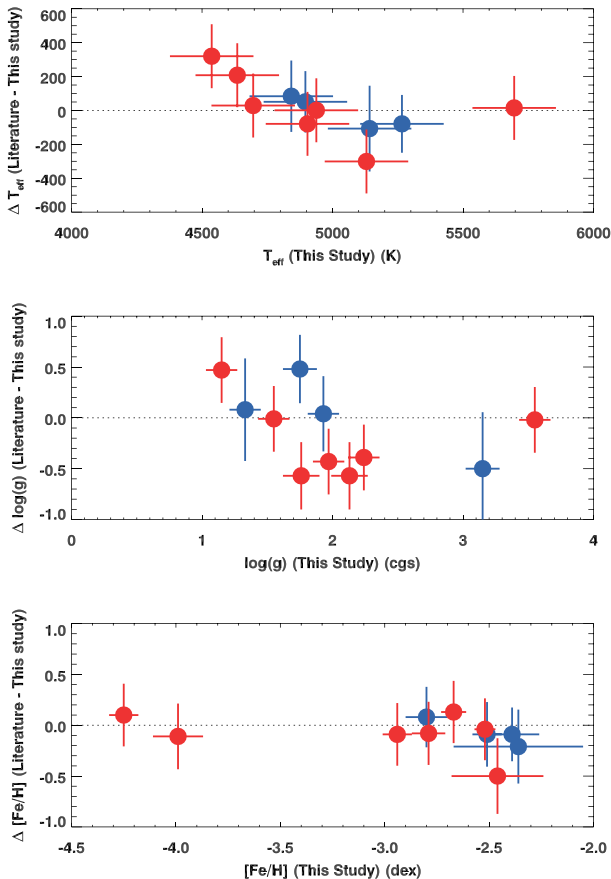 Δ T_eff (Literature - This study)
600
400
200
0
-200
-400
-600
4000 4500 5000 5500 6000
T_eff (This Study) (K)
Δ log(g) (Literature - This study)
1.0
0.5
0.0
-0.5
-1.0
0 1 2 3 4
log(g) (This Study) (cgs)
Δ [Fe/H] (Literature - This study)
1.0
0.5
0.0
-0.5
-1.0
-4.5 -4.0 -3.5 -3.0 -2.5 -2.0
[Fe/H] (This Study) (dex)